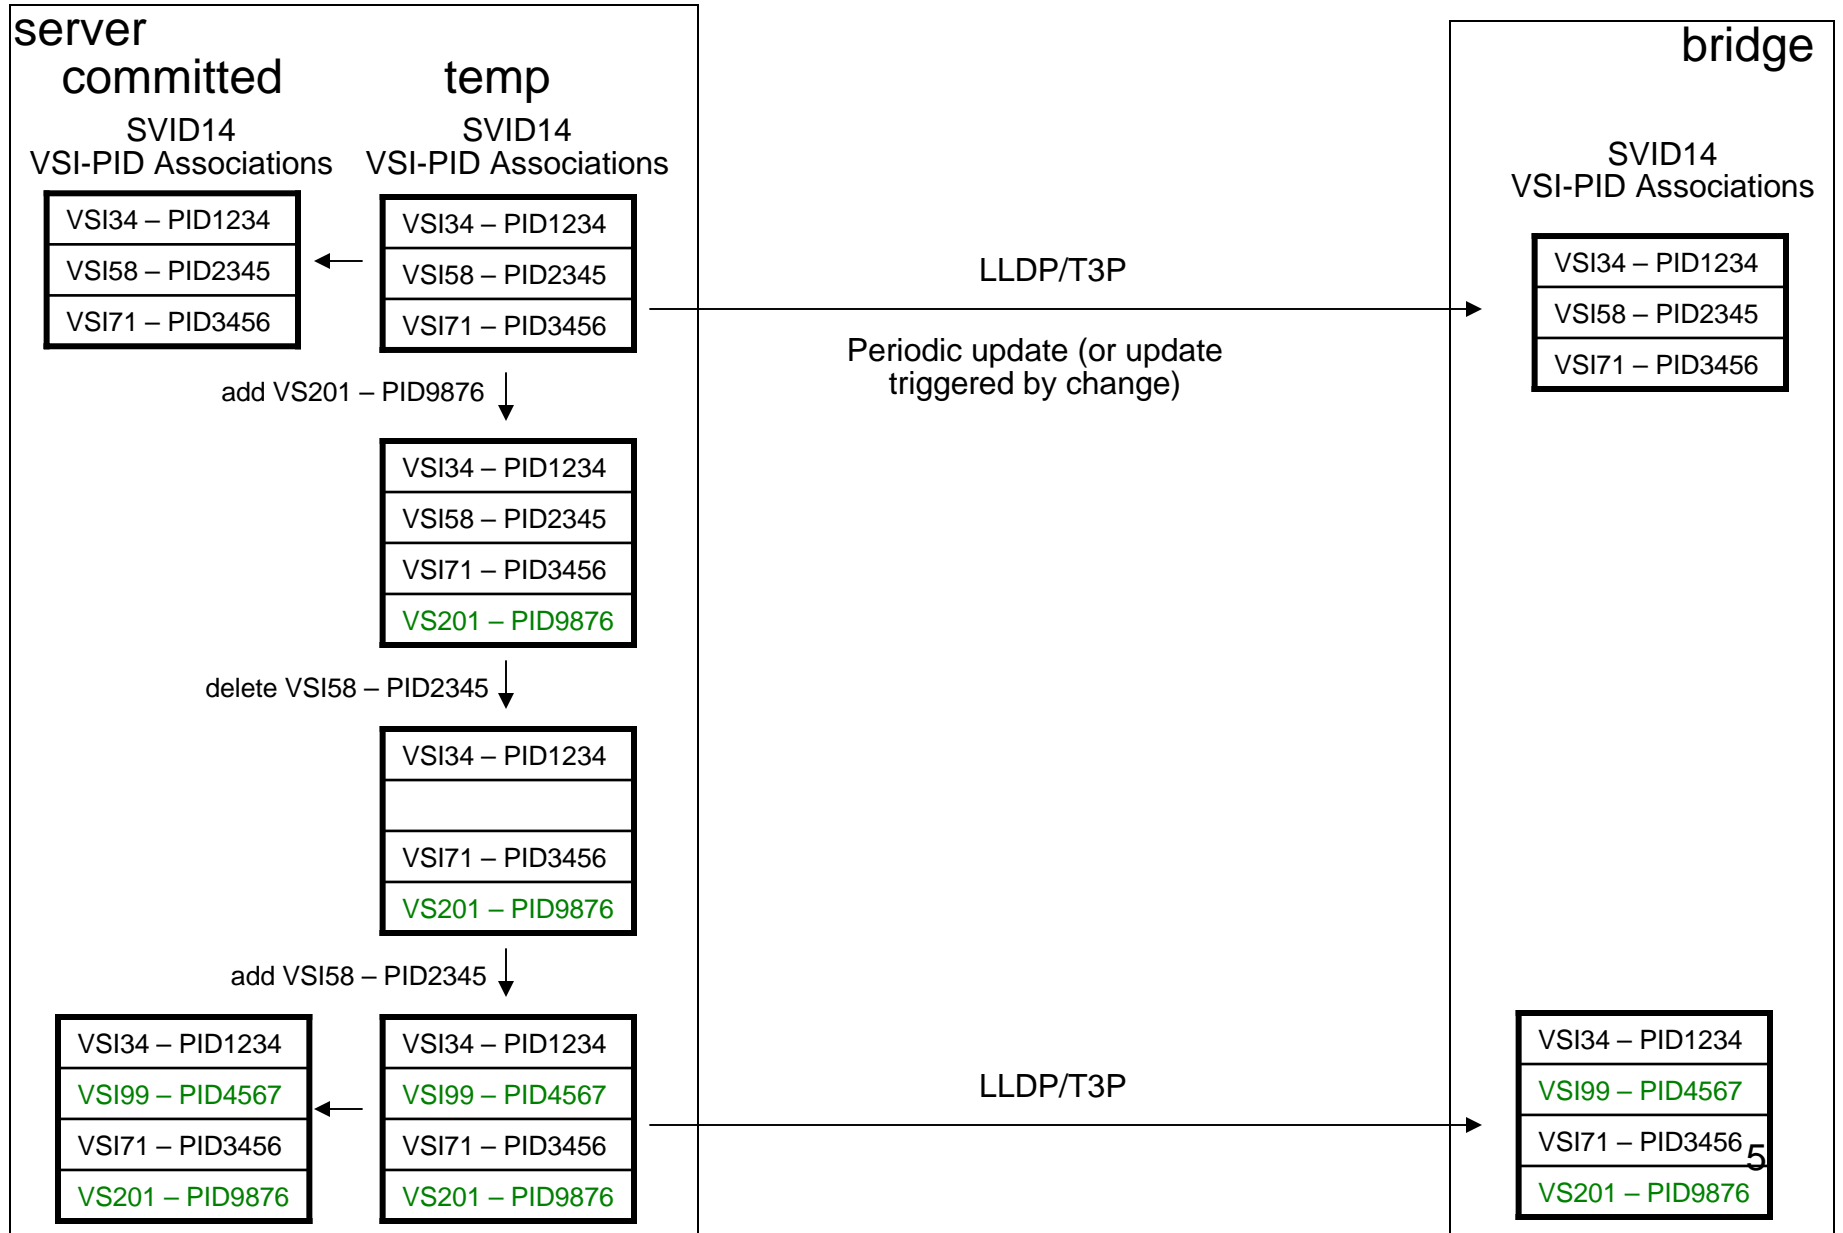 server
committed
temp
SVID14
VSI-PID Associations
SVID14
VSI-PID Associations
VSI34 – PID1234
VSI58 – PID2345
VSI71 – PID3456
VSI34 – PID1234
VSI58 – PID2345
VSI71 – PID3456
add VS201 – PID9876
VSI34 – PID1234
VSI58 – PID2345
VSI71 – PID3456
VS201 – PID9876
delete VSI58 – PID2345
VSI34 – PID1234
VSI71 – PID3456
VS201 – PID9876
add VSI58 – PID2345
VSI34 – PID1234
VSI99 – PID4567
VSI71 – PID3456
VS201 – PID9876
VSI34 – PID1234
VSI99 – PID4567
VSI71 – PID3456
VS201 – PID9876
LLDP/T3P
Periodic update (or update
triggered by change)
LLDP/T3P
bridge
SVID14
VSI-PID Associations
VSI34 – PID1234
VSI58 – PID2345
VSI71 – PID3456
VSI34 – PID1234
VSI99 – PID4567
VSI71 – PID3456
VS201 – PID9876
5